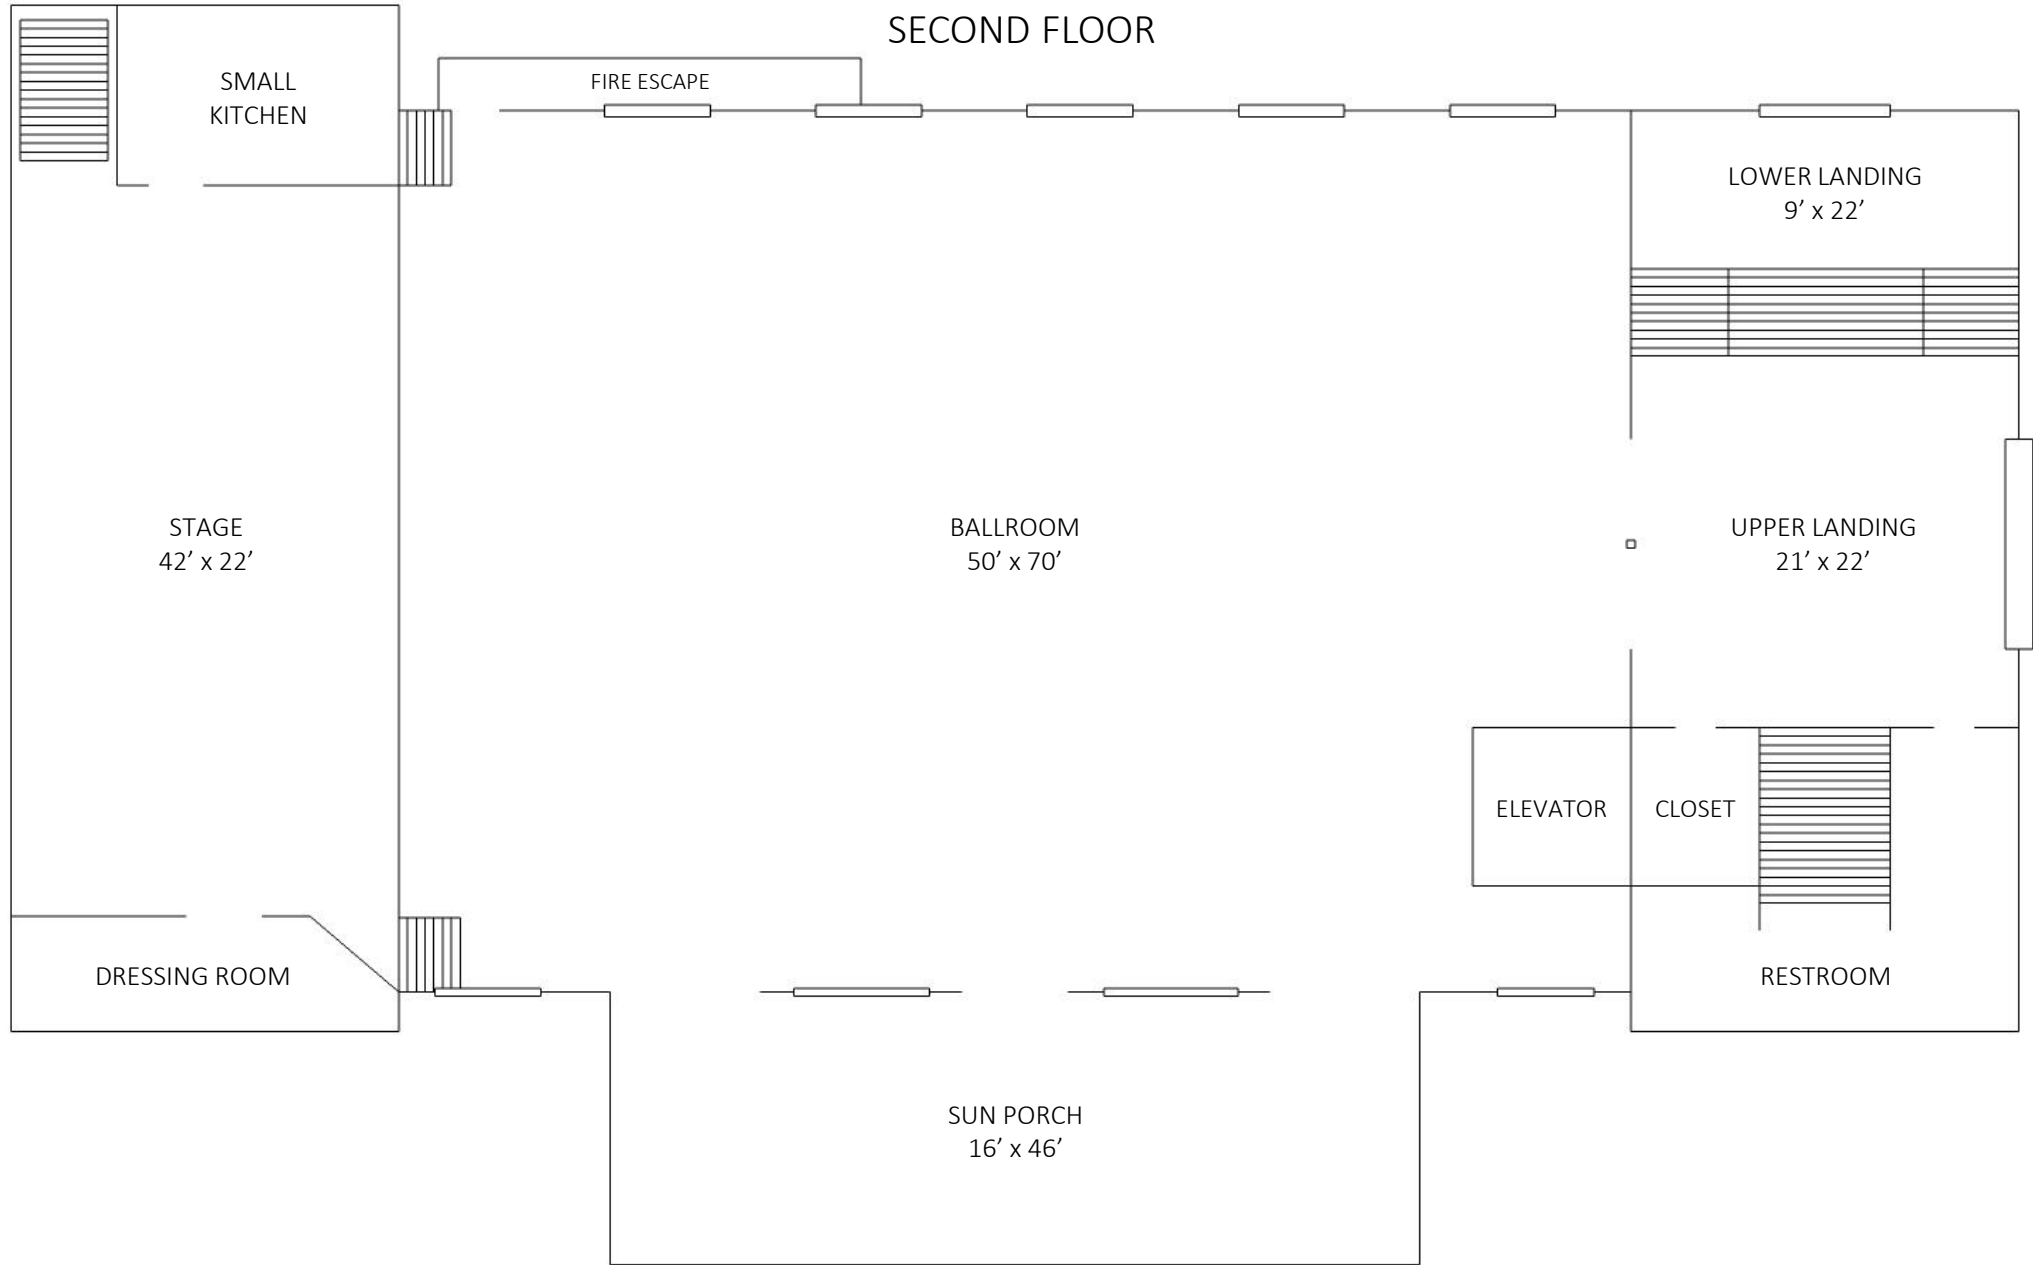 SECOND FLOOR
FIRE ESCAPE
SMALL
KITCHEN
LOWER LANDING
9’ x 22’
STAGE
42’ x 22’
BALLROOM
50’ x 70’
UPPER LANDING
21’ x 22’
ELEVATOR
CLOSET
DRESSING ROOM
RESTROOM
SUN PORCH
16’ x 46’